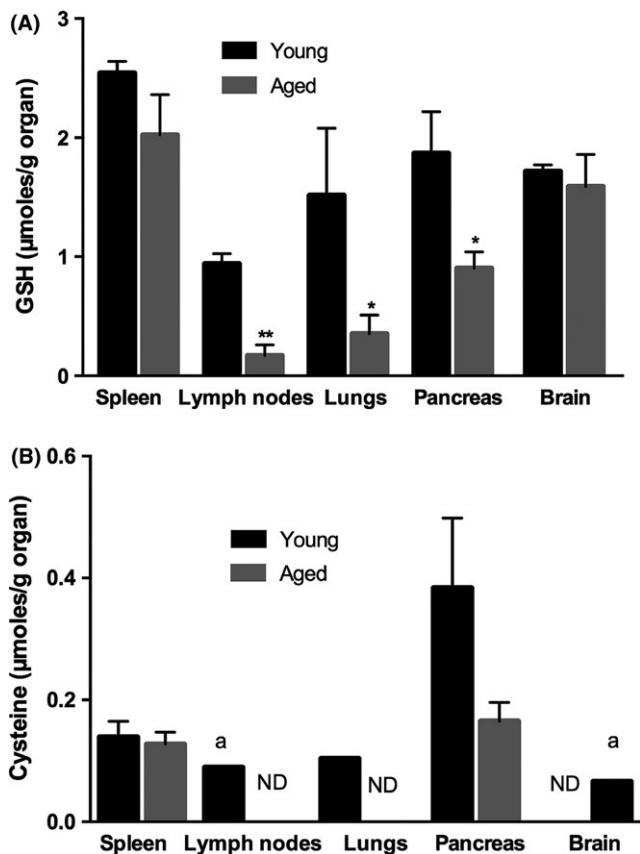 (A)
3
2
1
0
GSH (µmoles/g organ)
Young
Aged
**
*
*
Spleen Lymph nodes Lungs Pancreas Brain
(B)
0.6
0.4
0.2
0.0
Cysteine (µmoles/g organ)
Young
Aged
a
ND
ND
ND
a
Spleen Lymph nodes Lungs Pancreas Brain